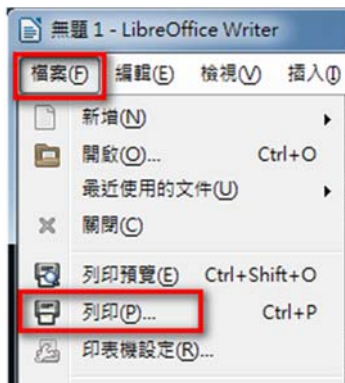 無題 1 - LibreOffice Writer
檔案(F) 編輯(E) 檢視(V) 插入(I)
新增(N)
開啟(O)... Ctrl+O
最近使用的文件(U)
關閉(C)
列印預覽(E) Ctrl+Shift+O
列印(P)... Ctrl+P
印表機設定(R)...